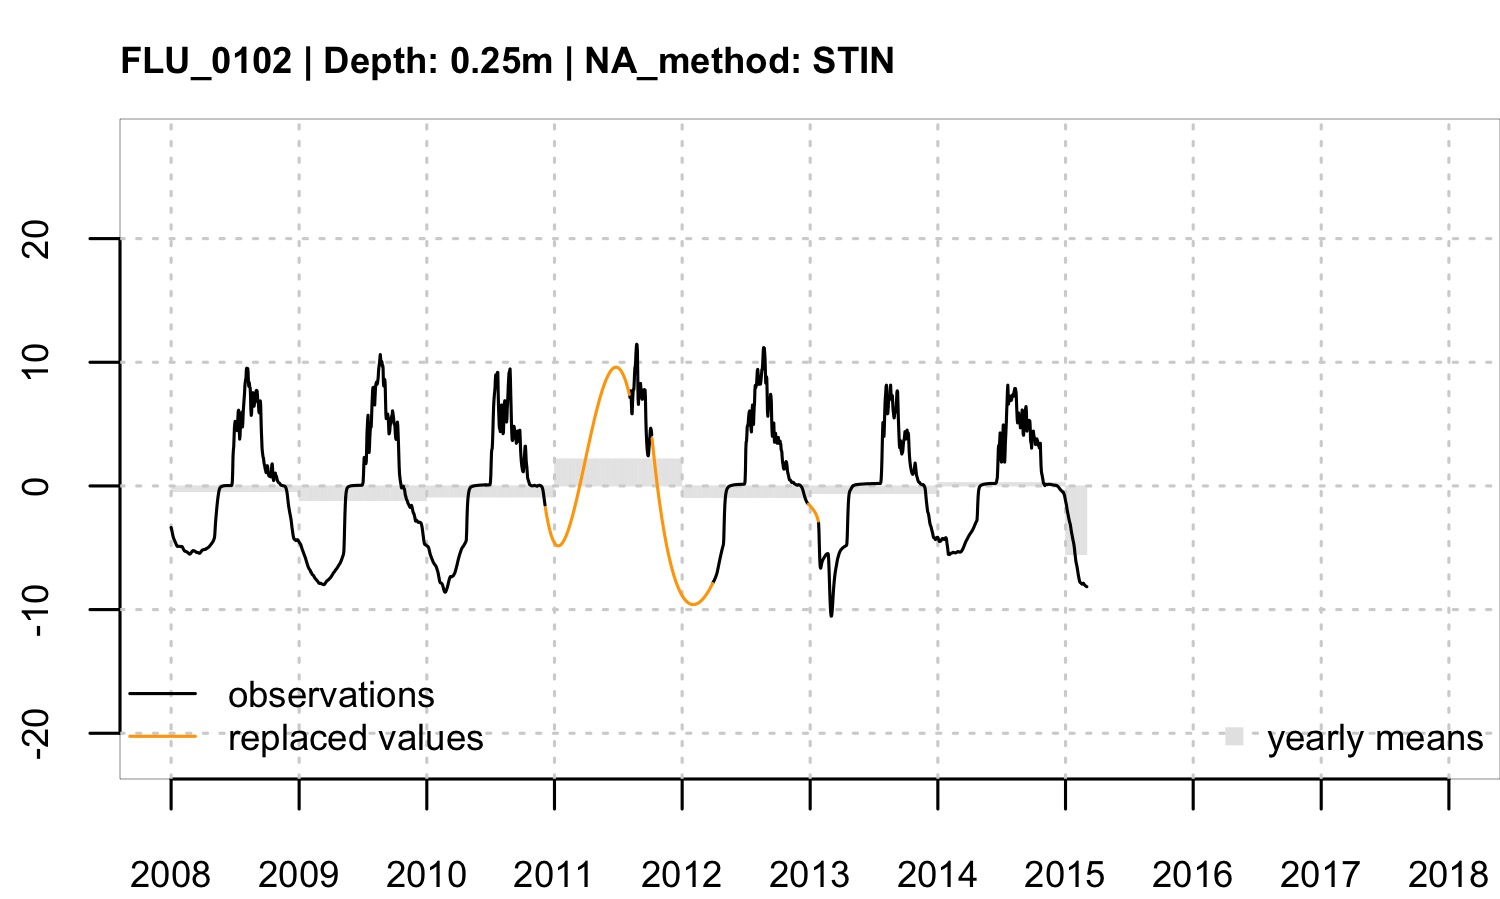 FLU_0102 | Depth: 0.25m | NA_method: STIN
20
10
0
-10
-20
observations
replaced values
yearly means
2008 2009 2010 2011 2012 2013 2014 2015 2016 2017 2018